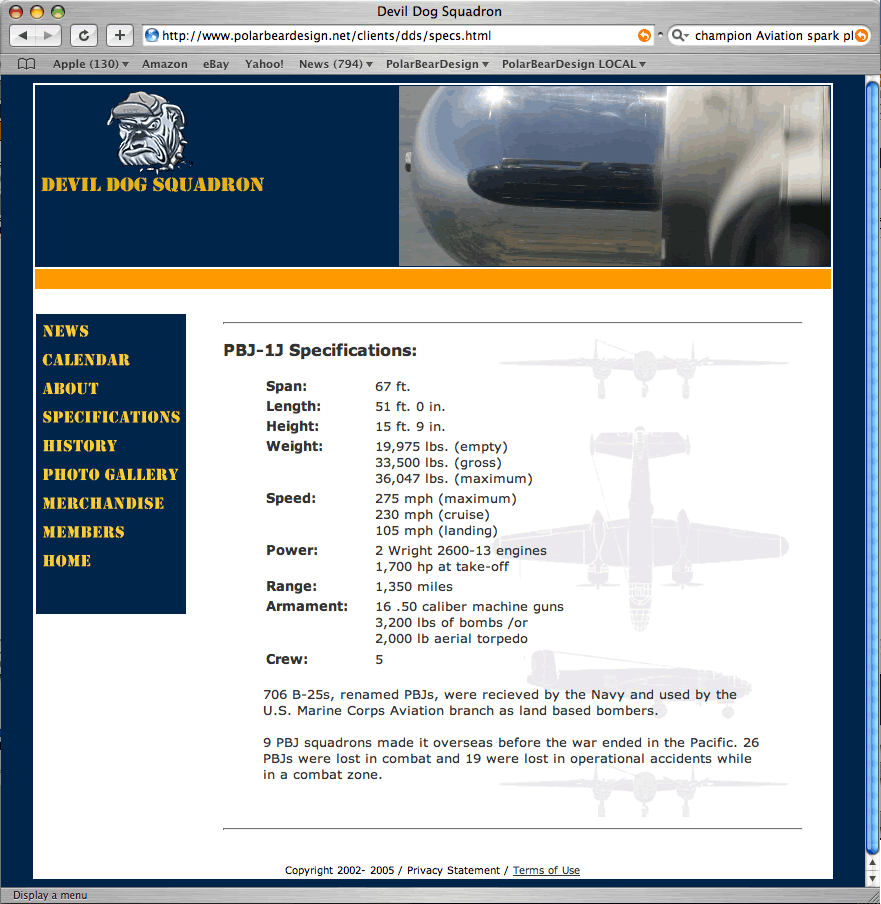 Devil Dog Squadron
http://www.polarbeardesign.net/clients/dds/specs.html
champion Aviation spark pl
Apple (130) Amazon eBay Yahoo! News (794) PolarBearDesign PolarBearDesign LOCAL
DEVIL DOG SQUADRON
NEWS
CALENDAR
ABOUT
SPECIFICATIONS
HISTORY
PHOTO GALLERY
MERCHANDISE
MEMBERS
HOME
PBJ-1J Specifications:
Span: 67 ft.
Length: 51 ft. 0 in.
Height: 15 ft. 9 in.
Weight: 19,975 lbs. (empty)
33,500 lbs. (gross)
36,047 lbs. (maximum)
Speed: 275 mph (maximum)
230 mph (cruise)
105 mph (landing)
Power: 2 Wright 2600-13 engines
1,700 hp at take-off
Range: 1,350 miles
Armament: 16 .50 caliber machine guns
3,200 lbs of bombs /or
2,000 lb aerial torpedo
Crew: 5
706 B-25s, renamed PBJs, were recieved by the Navy and used by the
U.S. Marine Corps Aviation branch as land based bombers.
9 PBJ squadrons made it overseas before the war ended in the Pacific. 26
PBJs were lost in combat and 19 were lost in operational accidents while
in a combat zone.
Copyright 2002- 2005 / Privacy Statement / Terms of Use
Display a menu